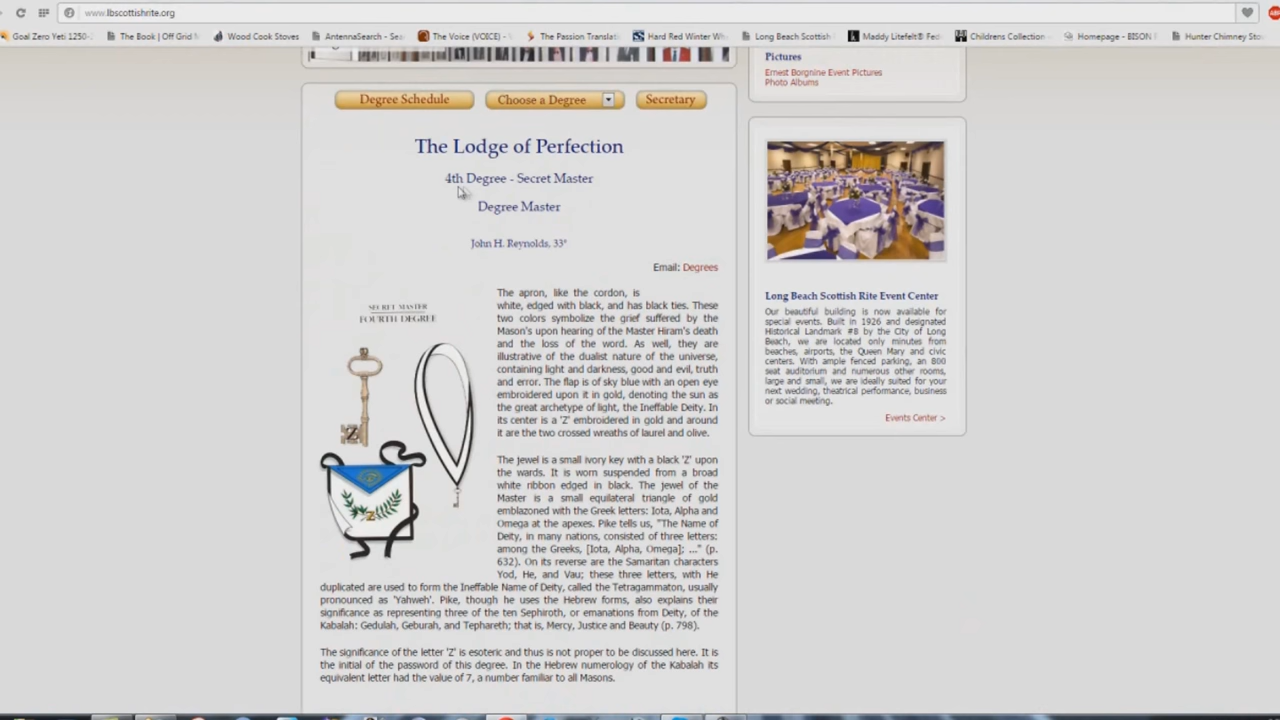 www.lbscottishrite.org
Goal Zero Yeti 1250-
The Book | Off Grid
Wood Cook Stoves
AntennaSearch - Sea
The Voice (VOICE) -
The Passion Translat
Hard Red Winter Wh
Long Beach Scottish
Maddy Litefelt® Fed
Childrens Collection
Homepage - BISON
Hunter Chimney Sto
Pictures
Ernest Borgnine Event Pictures
Photo Albums
Degree Schedule
Choose a Degree
Secretary
The Lodge of Perfection
4th Degree - Secret Master
Degree Master
John H. Reynolds, 33°
Email: Degrees
SECRET MASTER
FOURTH DEGREE
Z
Z
The apron, like the cordon, is
white, edged with black, and has black ties. These
two colors symbolize the grief suffered by the
Mason's upon hearing of the Master Hiram's death
and the loss of the word. As well, they are
illustrative of the dualist nature of the universe,
containing light and darkness, good and evil, truth
and error. The flap is of sky blue with an open eye
embroidered upon it in gold, denoting the sun as
the great archetype of light, the Ineffable Deity. In
its center is a 'Z' embroidered in gold and around
it are the two crossed wreaths of laurel and olive.
The jewel is a small ivory key with a black 'Z' upon
the wards. It is worn suspended from a broad
white ribbon edged in black. The jewel of the
Master is a small equilateral triangle of gold
emblazoned with the Greek letters: Iota, Alpha and
Omega at the apexes. Pike tells us, "The Name of
Deity, in many nations, consisted of three letters:
among the Greeks, [Iota, Alpha, Omega]; ..." (p.
632). On its reverse are the Samaritan characters
Yod, He, and Vau; these three letters, with He
duplicated are used to form the Ineffable Name of Deity, called the Tetragammaton, usually
pronounced as 'Yahweh'. Pike, though he uses the Hebrew forms, also explains their
significance as representing three of the ten Sephiroth, or emanations from Deity, of the
Kabalah: Gedulah, Geburah, and Tephareth; that is, Mercy, Justice and Beauty (p. 798).
The significance of the letter 'Z' is esoteric and thus is not proper to be discussed here. It is
the initial of the password of this degree. In the Hebrew numerology of the Kabalah its
equivalent letter had the value of 7, a number familiar to all Masons.
Long Beach Scottish Rite Event Center
Our beautiful building is now available for
special events. Built in 1926 and designated
Historical Landmark #8 by the City of Long
Beach, we are located only minutes from
beaches, airports, the Queen Mary and civic
centers. With ample fenced parking, an 800
seat auditorium and numerous other rooms,
large and small, we are ideally suited for your
next wedding, theatrical performance, business
or social meeting.
Events Center >